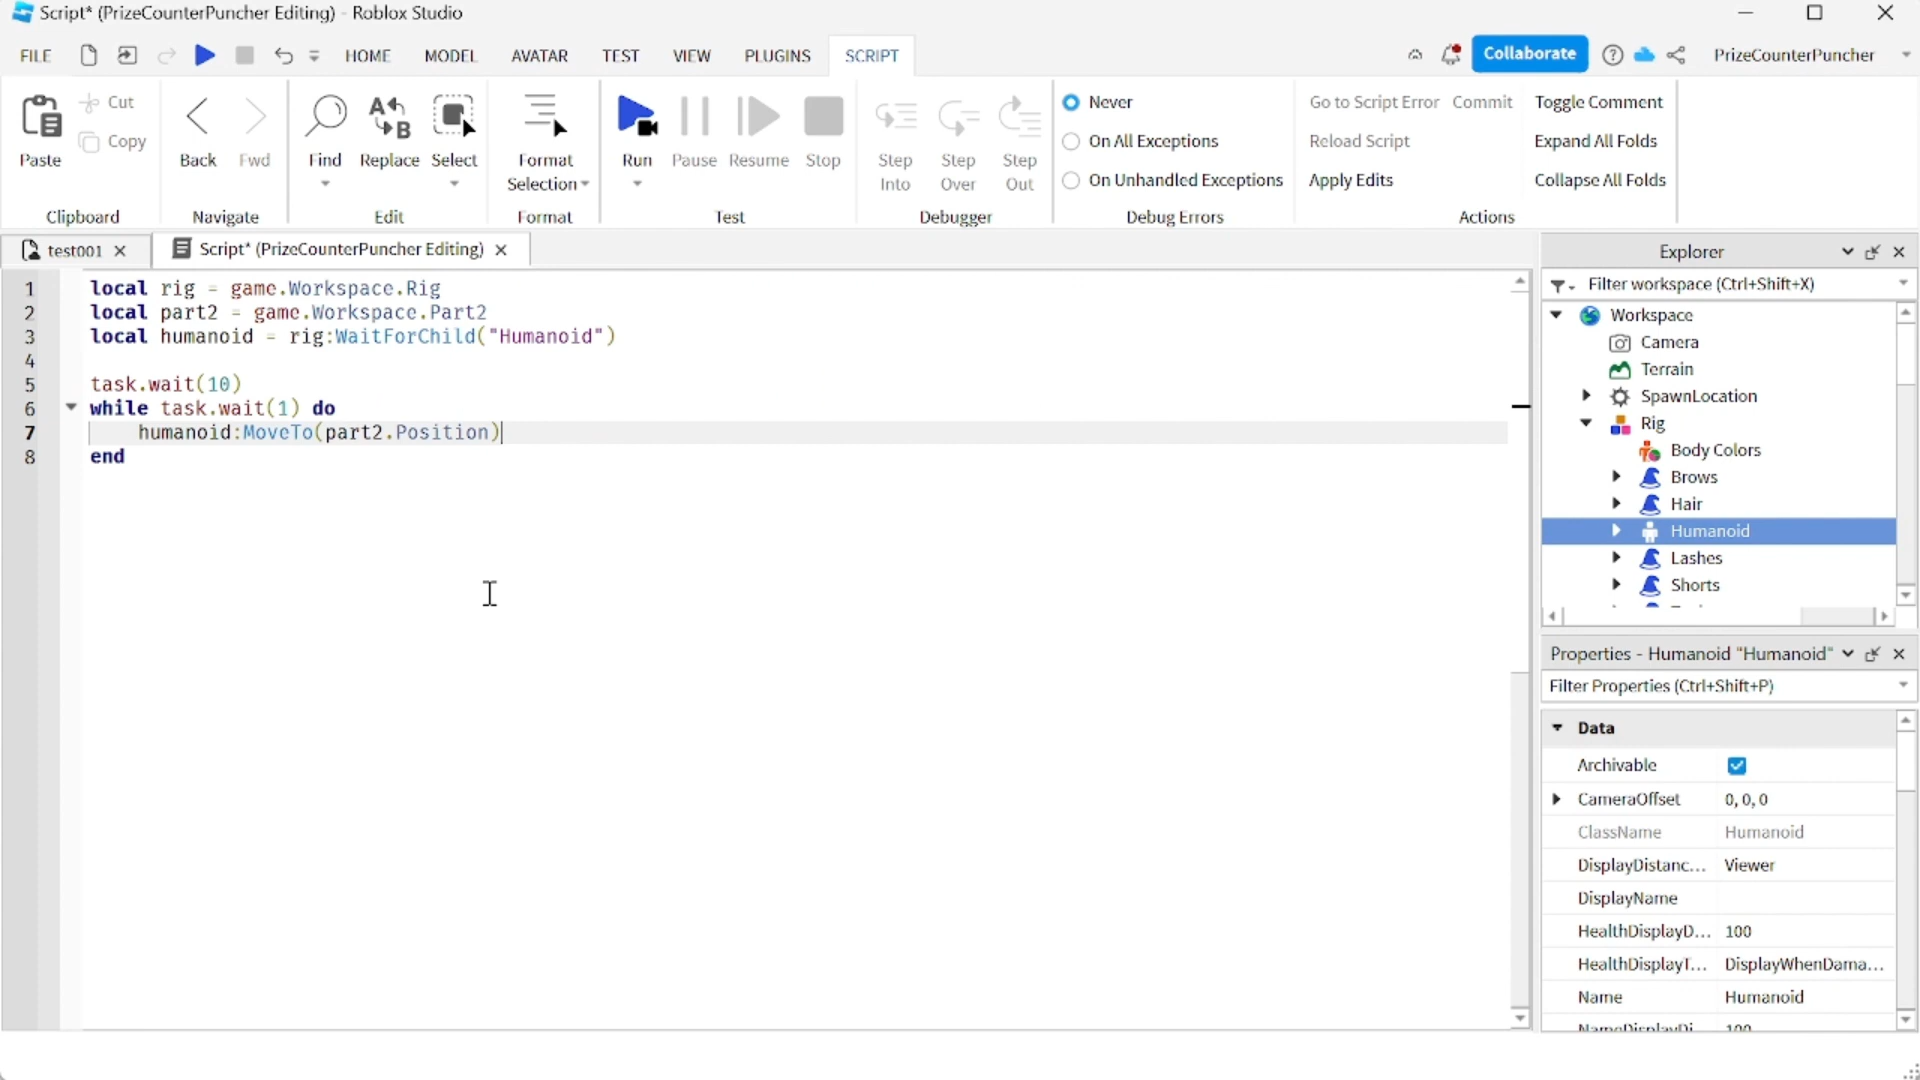 Script* (PrizeCounterPuncher Editing) - Roblox Studio
FILE HOME MODEL AVATAR TEST VIEW PLUGINS SCRIPT Collaborate PrizeCounterPuncher
Paste
Cut
Copy
Clipboard
Back
Fwd
Navigate
Find
Replace
Select
Edit
Format
Selection
Format
Run
Pause
Resume
Stop
Test
Step
Into
Step
Over
Step
Out
Debugger
Never
On All Exceptions
On Unhandled Exceptions
Debug Errors
Go to Script Error
Commit
Toggle Comment
Reload Script
Expand All Folds
Apply Edits
Collapse All Folds
Actions
test001
Script* (PrizeCounterPuncher Editing)
1 local rig = game.Workspace.Rig
2 local part2 = game.Workspace.Part2
3 local humanoid = rig:WaitForChild("Humanoid")
4
5 task.wait(10)
6 while task.wait(1) do
7 humanoid:MoveTo(part2.Position)
8 end
Explorer
Filter workspace (Ctrl+Shift+X)
Workspace
Camera
Terrain
SpawnLocation
Rig
Body Colors
Brows
Hair
Humanoid
Lashes
Shorts
Properties - Humanoid "Humanoid"
Filter Properties (Ctrl+Shift+P)
Data
Archivable
CameraOffset 0, 0, 0
ClassName Humanoid
DisplayDistanc... Viewer
DisplayName
HealthDisplayD... 100
HealthDisplayT... DisplayWhenDama...
Name Humanoid
NameDisplayDi 100